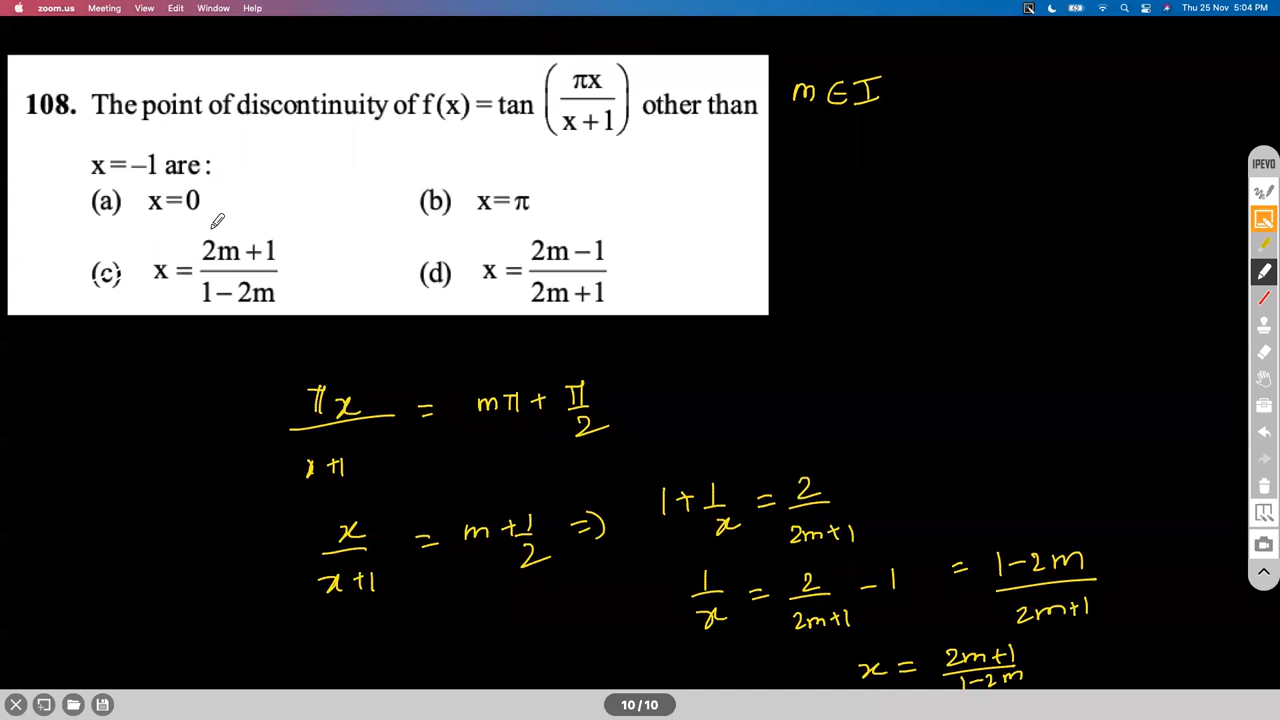 zoom.us Meeting View Edit Window Help Thu 25 Nov 5:04 PM
108. The point of discontinuity of f(x) = tan (πx / x + 1) other than
x = –1 are :
(a) x = 0 (b) x = π
(c) x = 2m + 1 / 1 – 2m (d) x = 2m – 1 / 2m + 1
m ∈ I
IPEVO
πx / x+1 = mπ + π/2
x / x+1 = m + 1/2 ⇒ 1 + 1/x = 2 / 2m+1
1/x = 2 / 2m+1 - 1 = 1-2m / 2m+1
x = 2m+1 / 1-2m
10 / 10